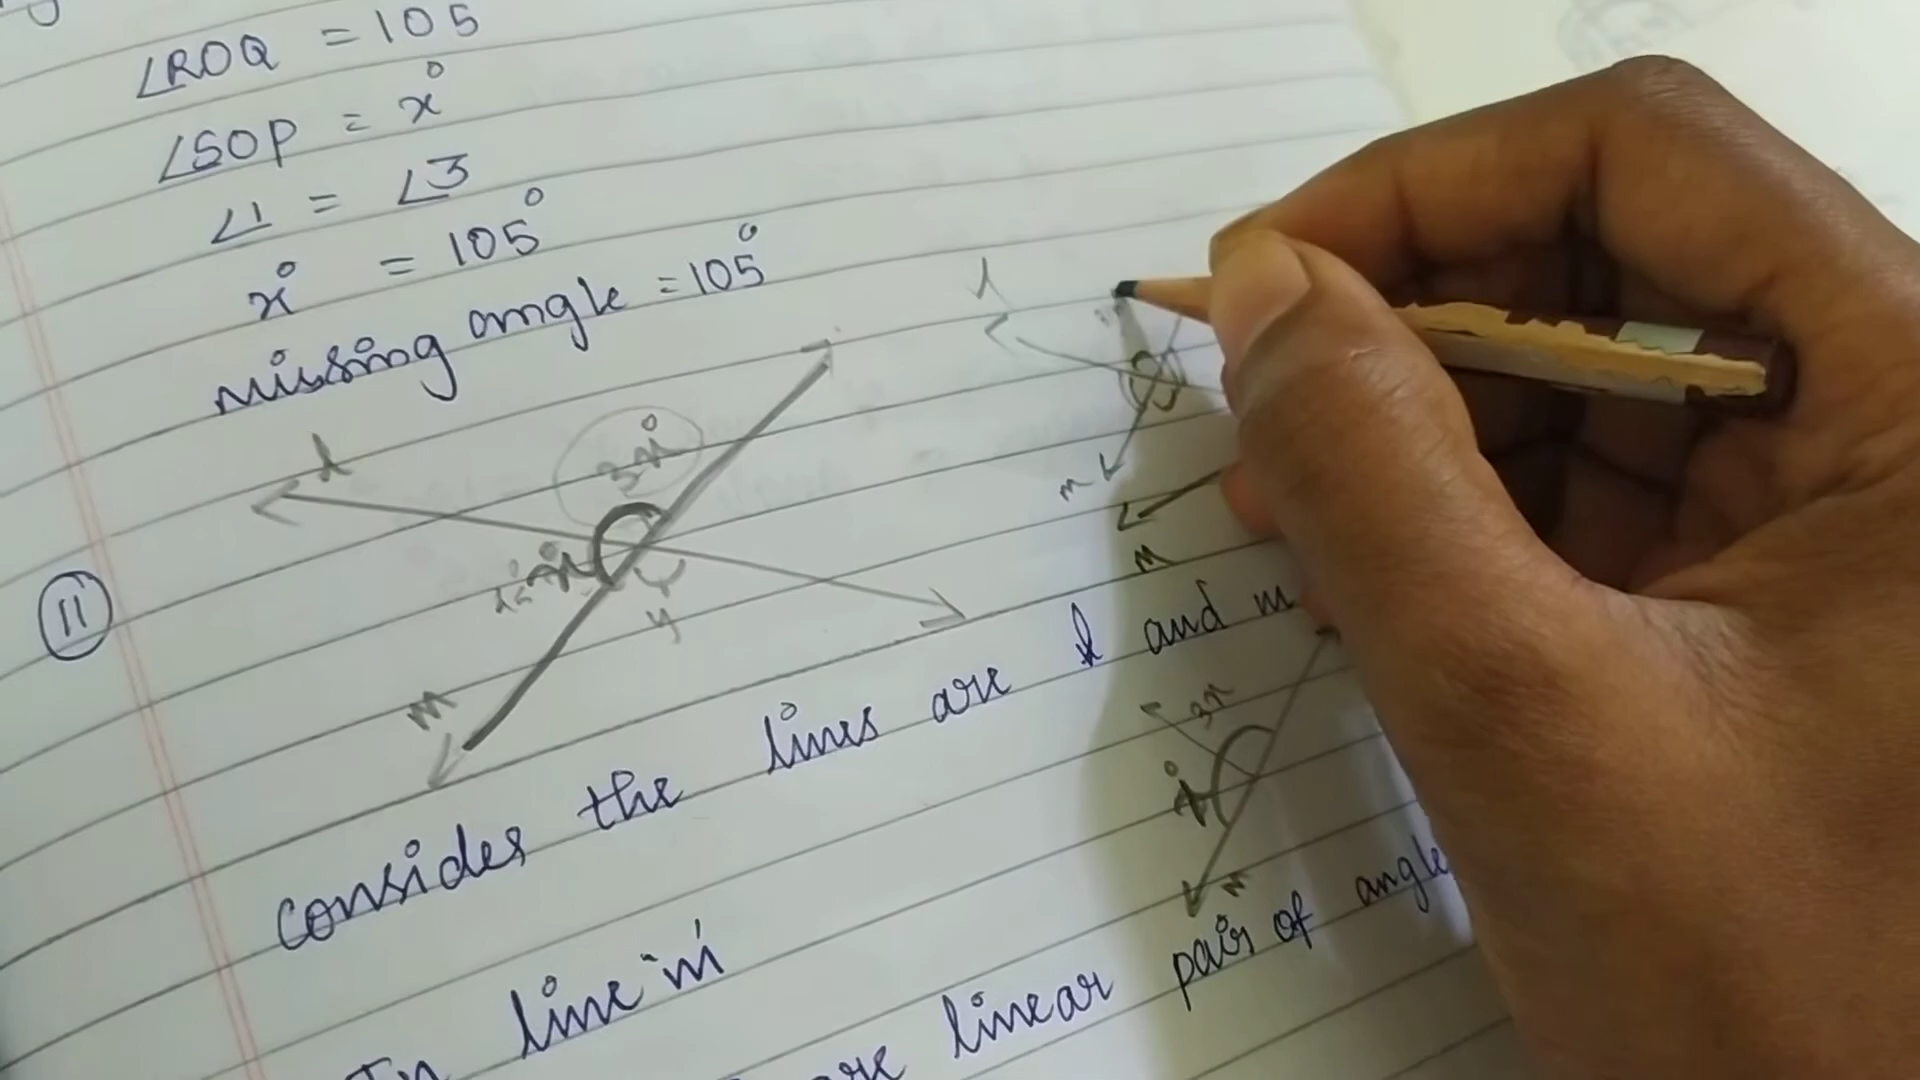 ∠ROQ = 105
∠SOP = x°
∠1 = ∠3
x° = 105°
missing angle = 105°
l
3x°
l
x°
y
m
m
m
11
consider the lines are l and m
3x
x°
m
In line 'm'
are linear pair of angle